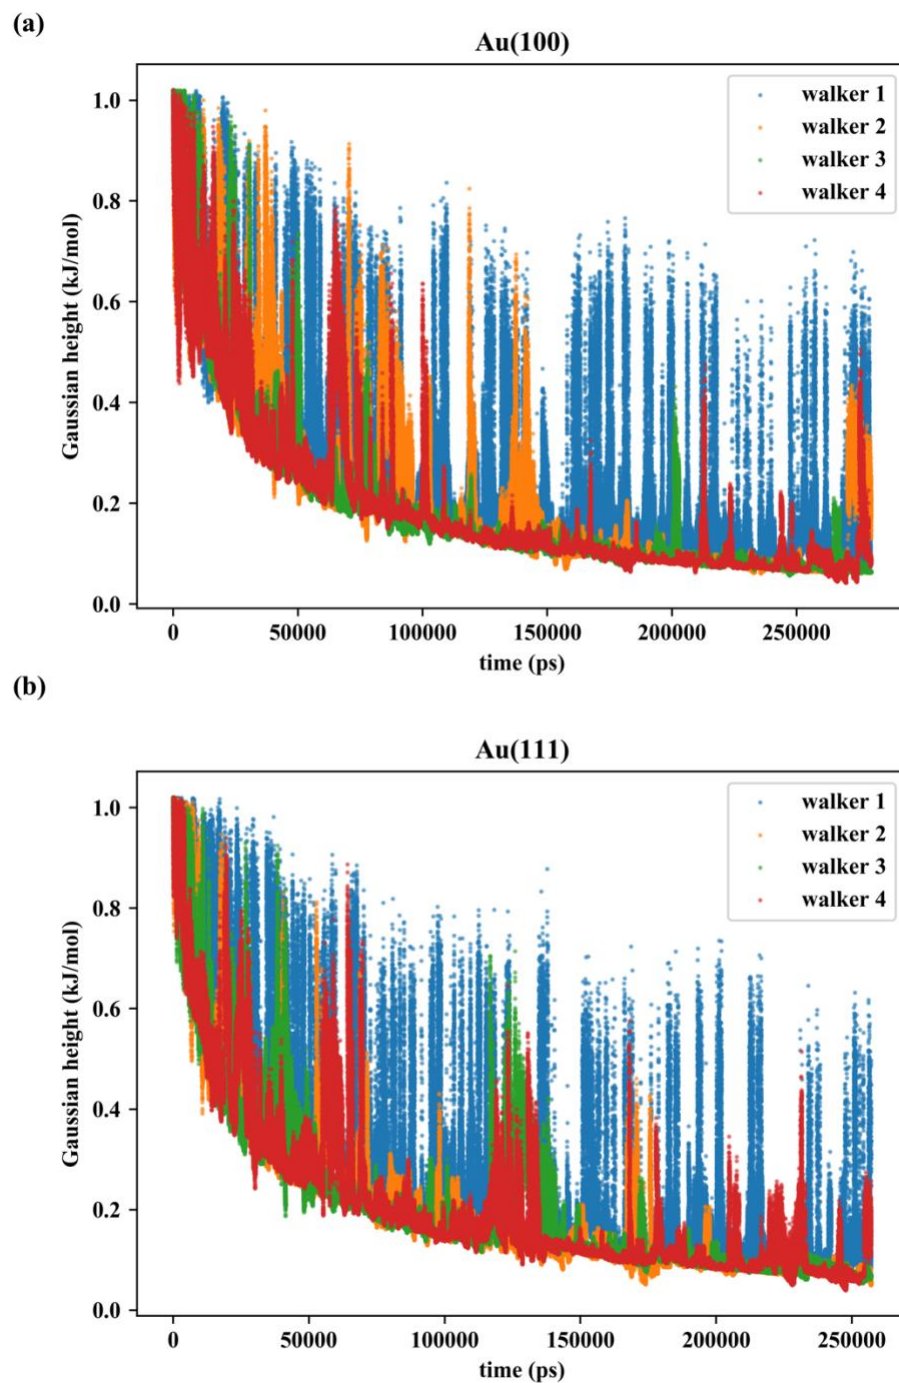 (a)
Au(100)
walker 1
walker 2
walker 3
walker 4
Gaussian height (kJ/mol)
1.0
0.8
0.6
0.4
0.2
0.0
0 50000 100000 150000 200000 250000
time (ps)
(b)
Au(111)
walker 1
walker 2
walker 3
walker 4
Gaussian height (kJ/mol)
1.0
0.8
0.6
0.4
0.2
0.0
0 50000 100000 150000 200000 250000
time (ps)